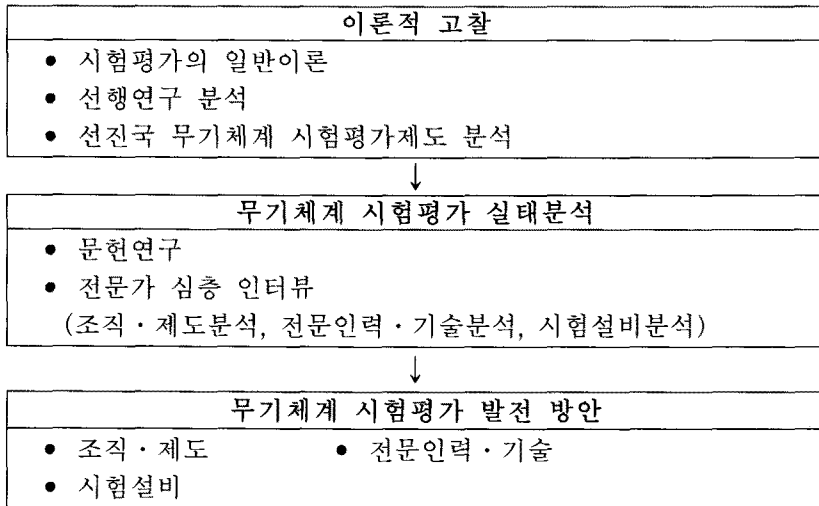 이론적 고찰
• 시험평가의 일반이론
• 선행연구 분석
• 선진국 무기체계 시험평가제도 분석
↓
무기체계 시험평가 실태분석
• 문헌연구
• 전문가 심층 인터뷰
(조직・제도분석, 전문인력・기술분석, 시험설비분석)
↓
무기체계 시험평가 발전 방안
• 조직・제도 • 전문인력・기술
• 시험설비